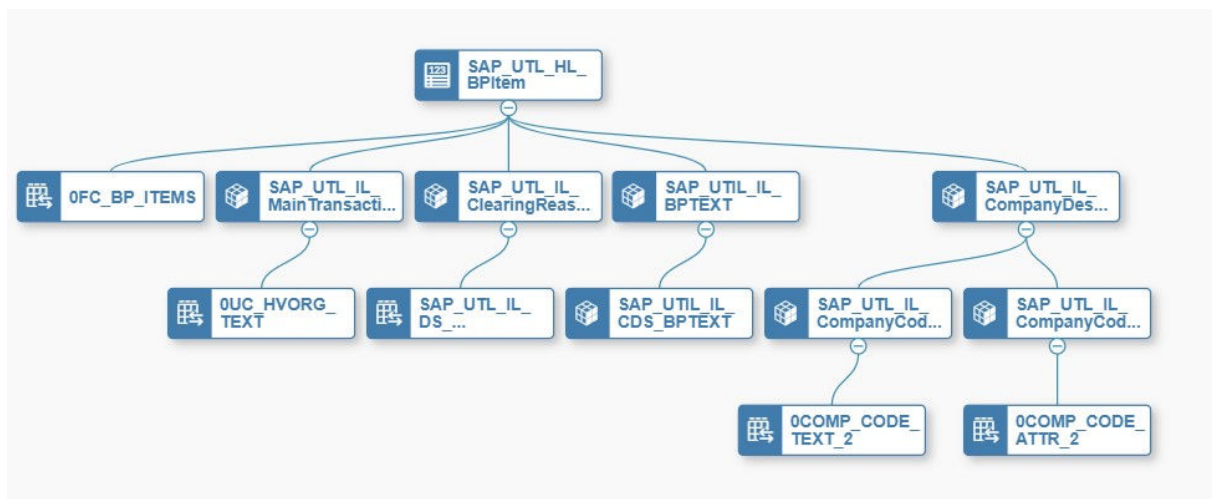 SAP_UTL_HL_
BPItem
0FC_BP_ITEMS
SAP_UTL_IL_
MainTransacti...
SAP_UTL_IL_
ClearingReas...
SAP_UTIL_IL_
BPTEXT
SAP_UTL_IL_
CompanyDes...
0UC_HVORG_
TEXT
SAP_UTL_IL_
DS_...
SAP_UTIL_IL_
CDS_BPTEXT
SAP_UTL_IL_
CompanyCod...
SAP_UTL_IL_
CompanyCod...
0COMP_CODE_
TEXT_2
0COMP_CODE_
ATTR_2